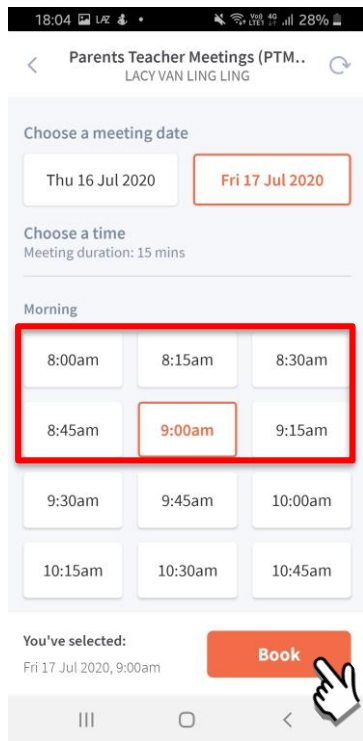 18:04 28%
Parents Teacher Meetings (PTM..
LACY VAN LING LING
Choose a meeting date
Thu 16 Jul 2020 Fri 17 Jul 2020
Choose a time
Meeting duration: 15 mins
Morning
8:00am 8:15am 8:30am
8:45am 9:00am 9:15am
9:30am 9:45am 10:00am
10:15am 10:30am 10:45am
You've selected:
Fri 17 Jul 2020, 9:00am
Book